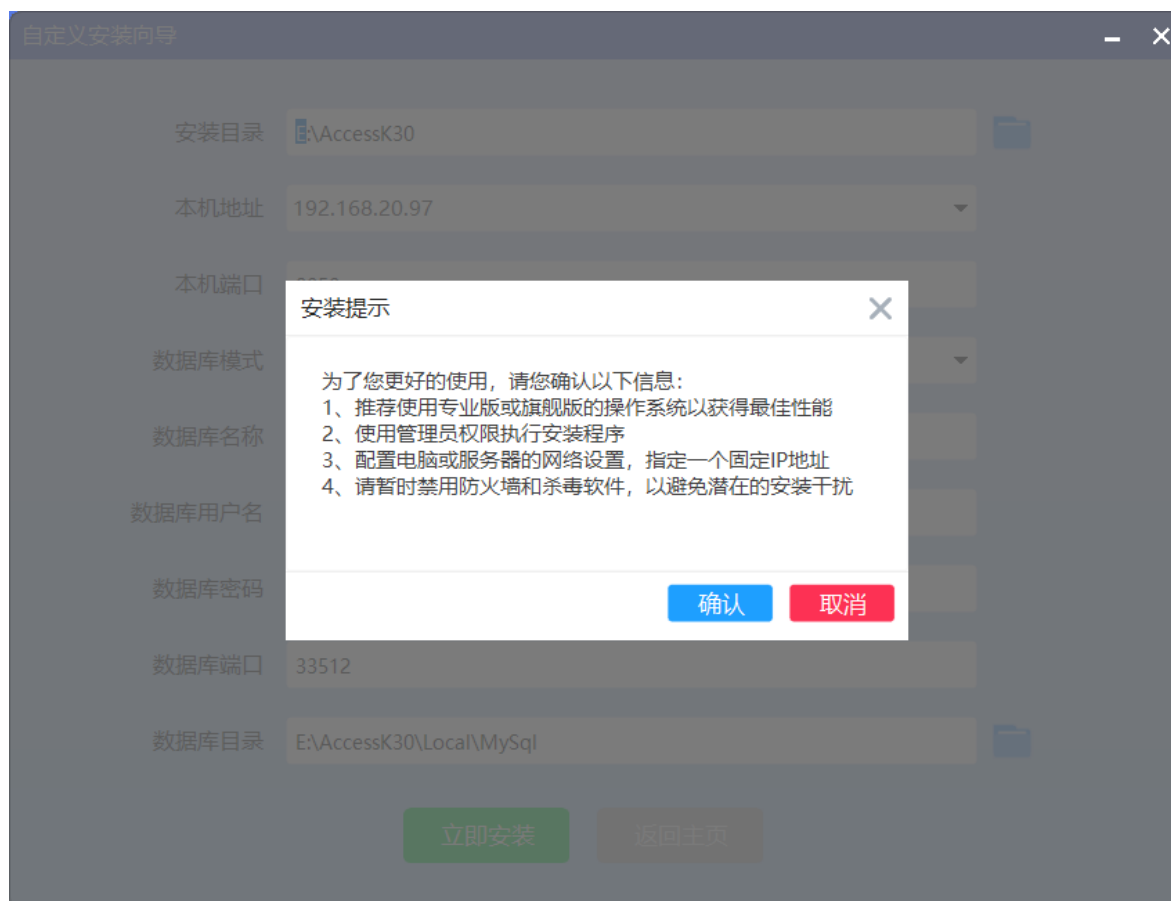 自定义安装向导
安装目录 E:\AccessK30
本机地址 192.168.20.97
本机端口
安装提示
数据库模式
为了您更好的使用，请您确认以下信息：
1、推荐使用专业版或旗舰版的操作系统以获得最佳性能
2、使用管理员权限执行安装程序
3、配置电脑或服务器的网络设置，指定一个固定IP地址
4、请暂时禁用防火墙和杀毒软件，以避免潜在的安装干扰
数据库名称
数据库用户名
数据库密码
确认 取消
数据库端口 33512
数据库目录 E:\AccessK30\Local\MySql
立即安装 返回主页